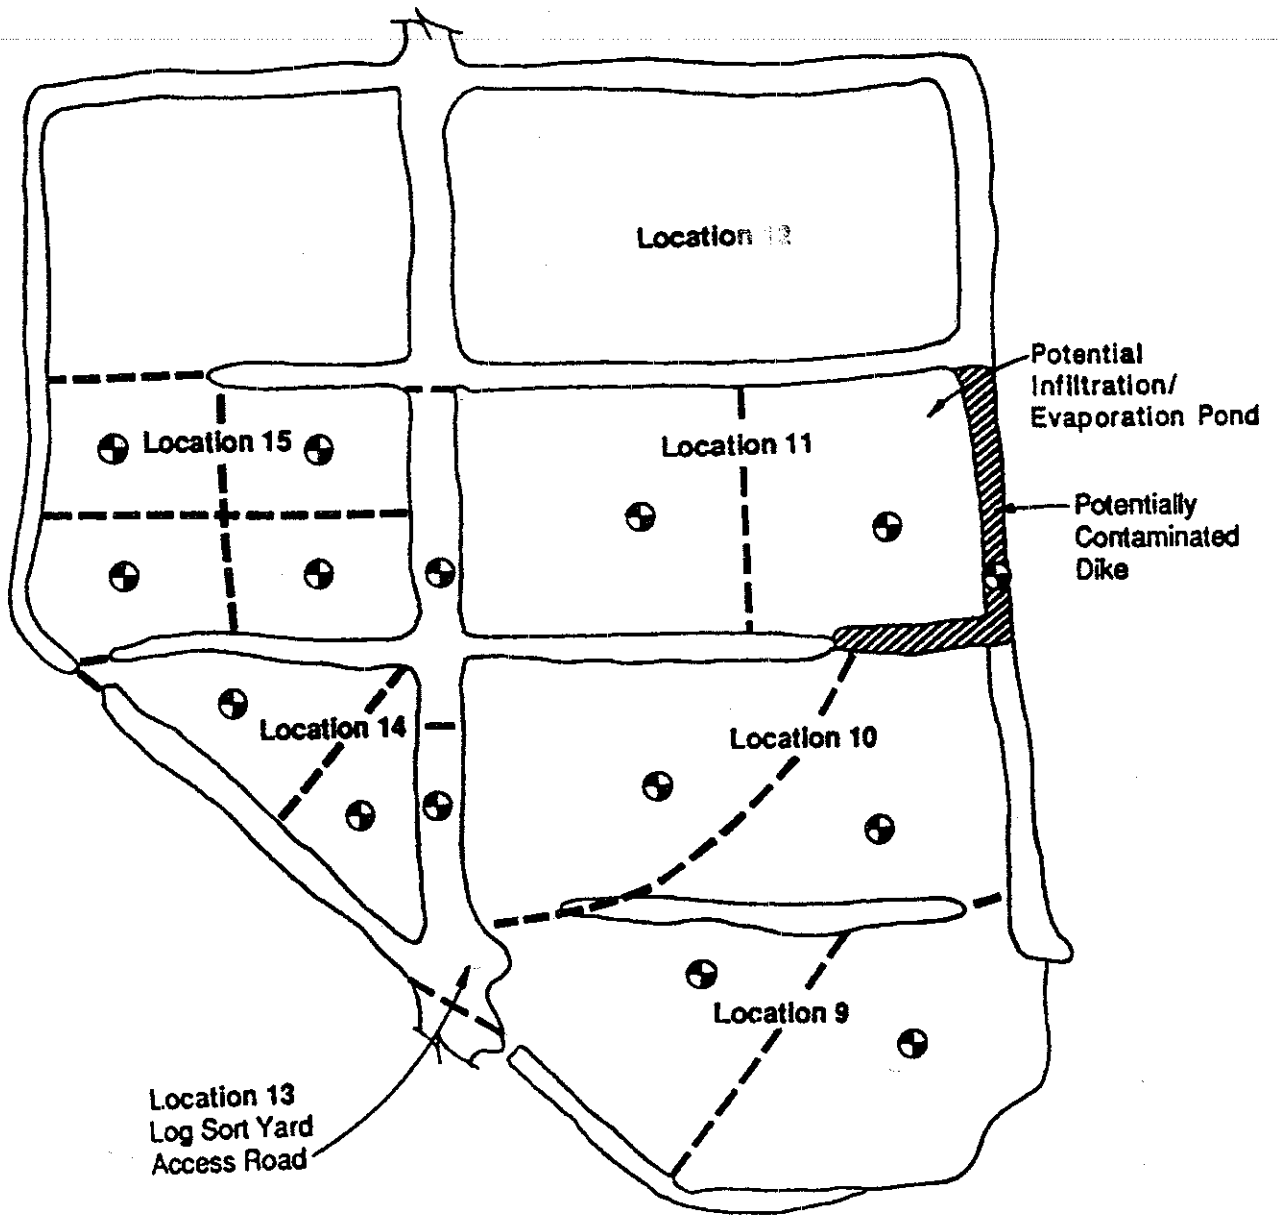 Location 12
Potential
Infiltration/
Evaporation Pond
Location 15
Location 11
Potentially
Contaminated
Dike
Location 14
Location 10
Location 9
Location 13
Log Sort Yard
Access Road